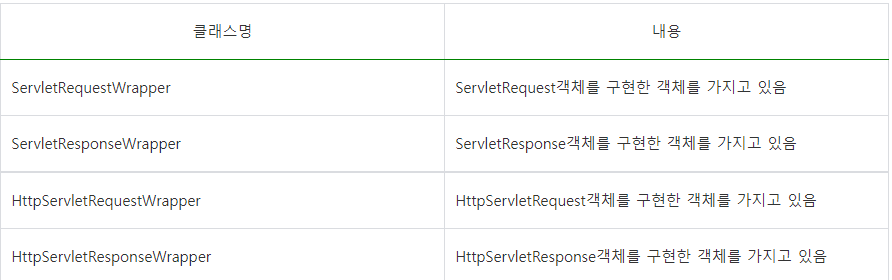 클래스명 내용
ServletRequestWrapper ServletRequest객체를 구현한 객체를 가지고 있음
ServletResponseWrapper ServletResponse객체를 구현한 객체를 가지고 있음
HttpServletRequestWrapper HttpServletRequest객체를 구현한 객체를 가지고 있음
HttpServletResponseWrapper HttpServletResponse객체를 구현한 객체를 가지고 있음